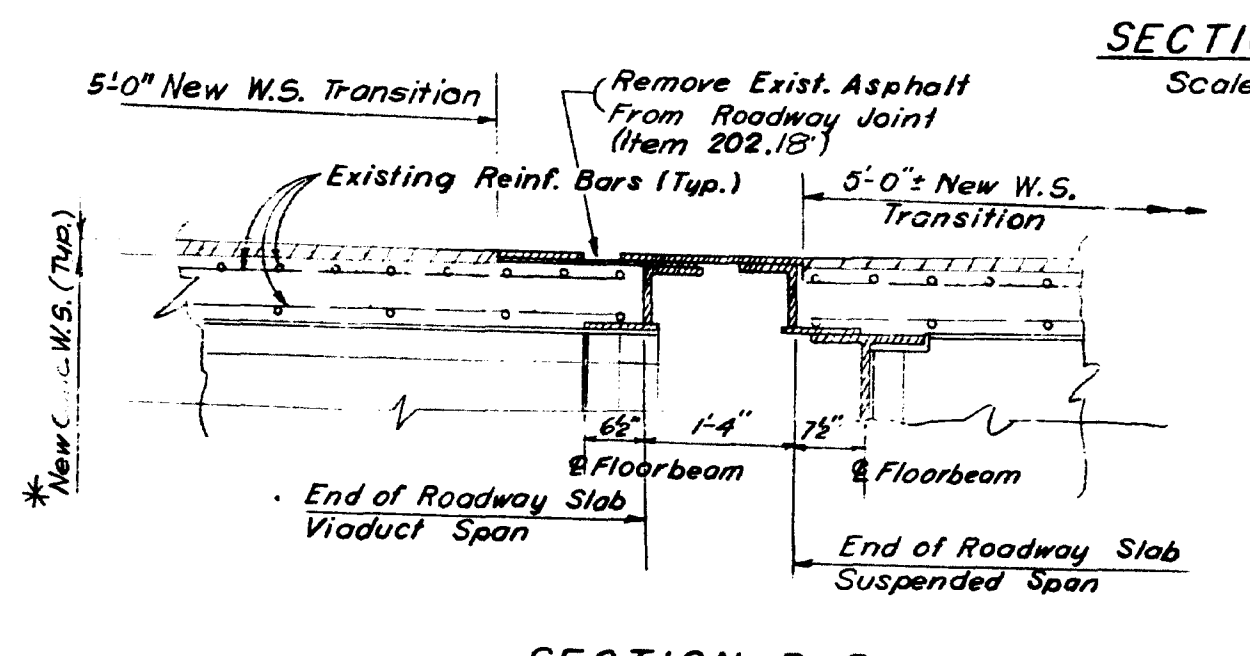 SECTI
Scale
5'-0" New W.S. Transition
Remove Exist. Asphalt
From Roadway Joint
(Item 202.18)
Existing Reinf. Bars (Typ.)
5'-0"± New W.S.
Transition
*
New W.S. (Typ.)
6½"
1'-4"
7½"
℄ Floorbeam
℄ Floorbeam
End of Roadway Slab
Viaduct Span
End of Roadway Slab
Suspended Span
SECTION